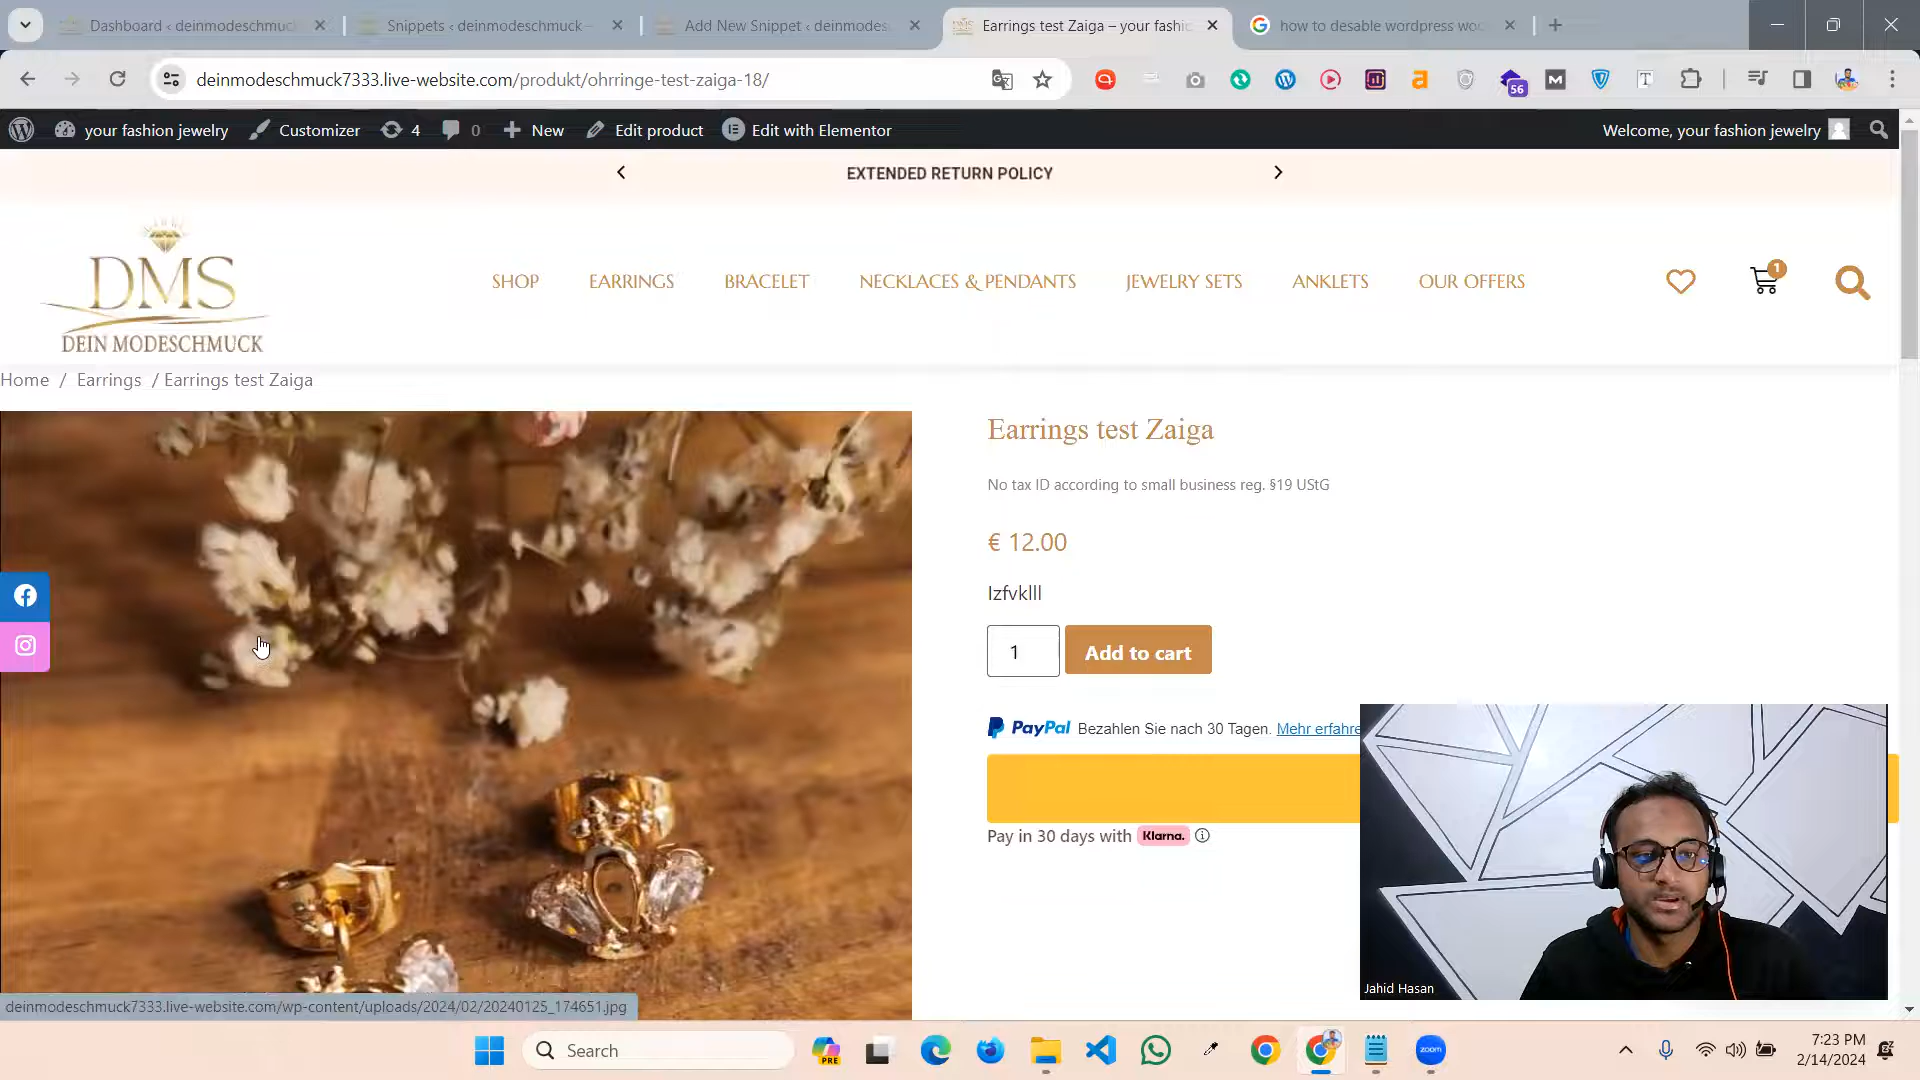 Dashboard ‹ deinmodeschmuc
Snippets ‹ deinmodeschmuck –
Add New Snippet ‹ deinmodes
Earrings test Zaiga – your fashic
how to desable wordpress woo
deinmodeschmuck7333.live-website.com/produkt/ohrringe-test-zaiga-18/
56
your fashion jewelry
Customizer
4
0
New
Edit product
Edit with Elementor
Welcome, your fashion jewelry
EXTENDED RETURN POLICY
DMS
DEIN MODESCHMUCK
SHOP
EARRINGS
BRACELET
NECKLACES & PENDANTS
JEWELRY SETS
ANKLETS
OUR OFFERS
1
Home / Earrings / Earrings test Zaiga
Earrings test Zaiga
No tax ID according to small business reg. §19 UStG
€ 12.00
Izfvklll
1
Add to cart
PayPal Bezahlen Sie nach 30 Tagen. Mehr erfahre
Pay in 30 days with Klarna.
Jahid Hasan
deinmodeschmuck7333.live-website.com/wp-content/uploads/2024/02/20240125_174651.jpg
Search
PRE
zoom
7:23 PM
2/14/2024